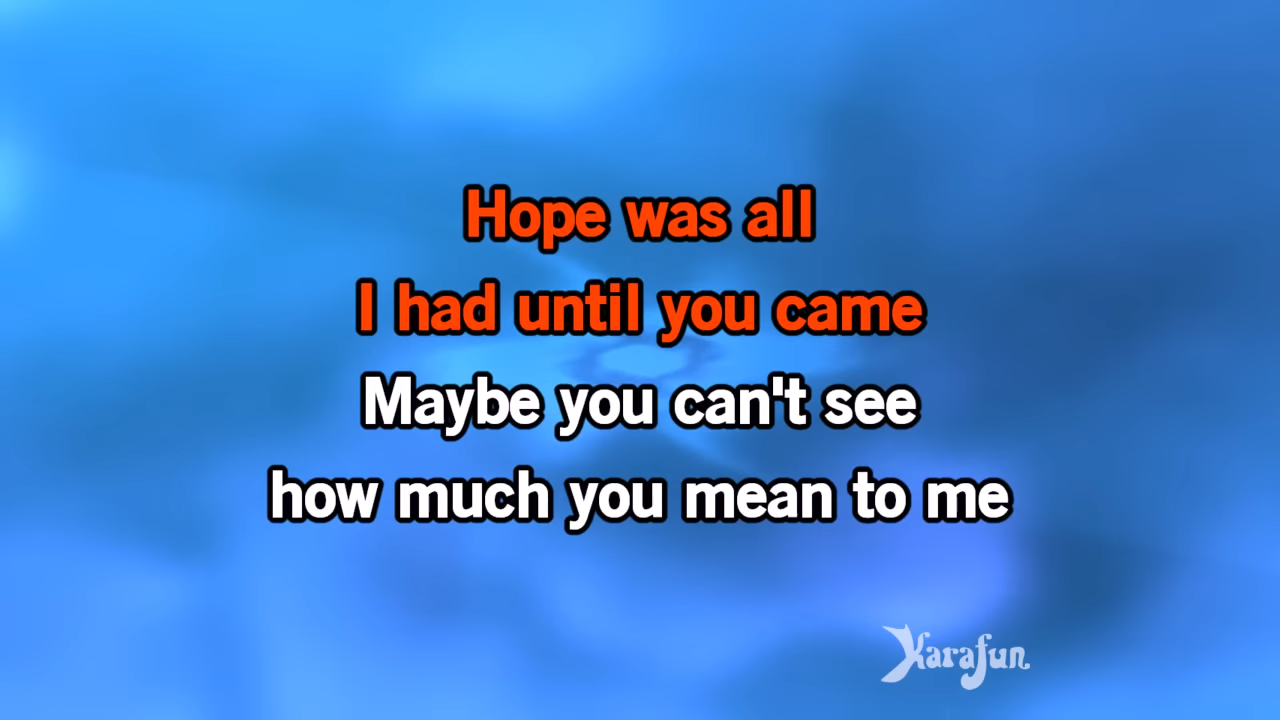 Hope was all
I had until you came
Maybe you can't see
how much you mean to me
Karafun